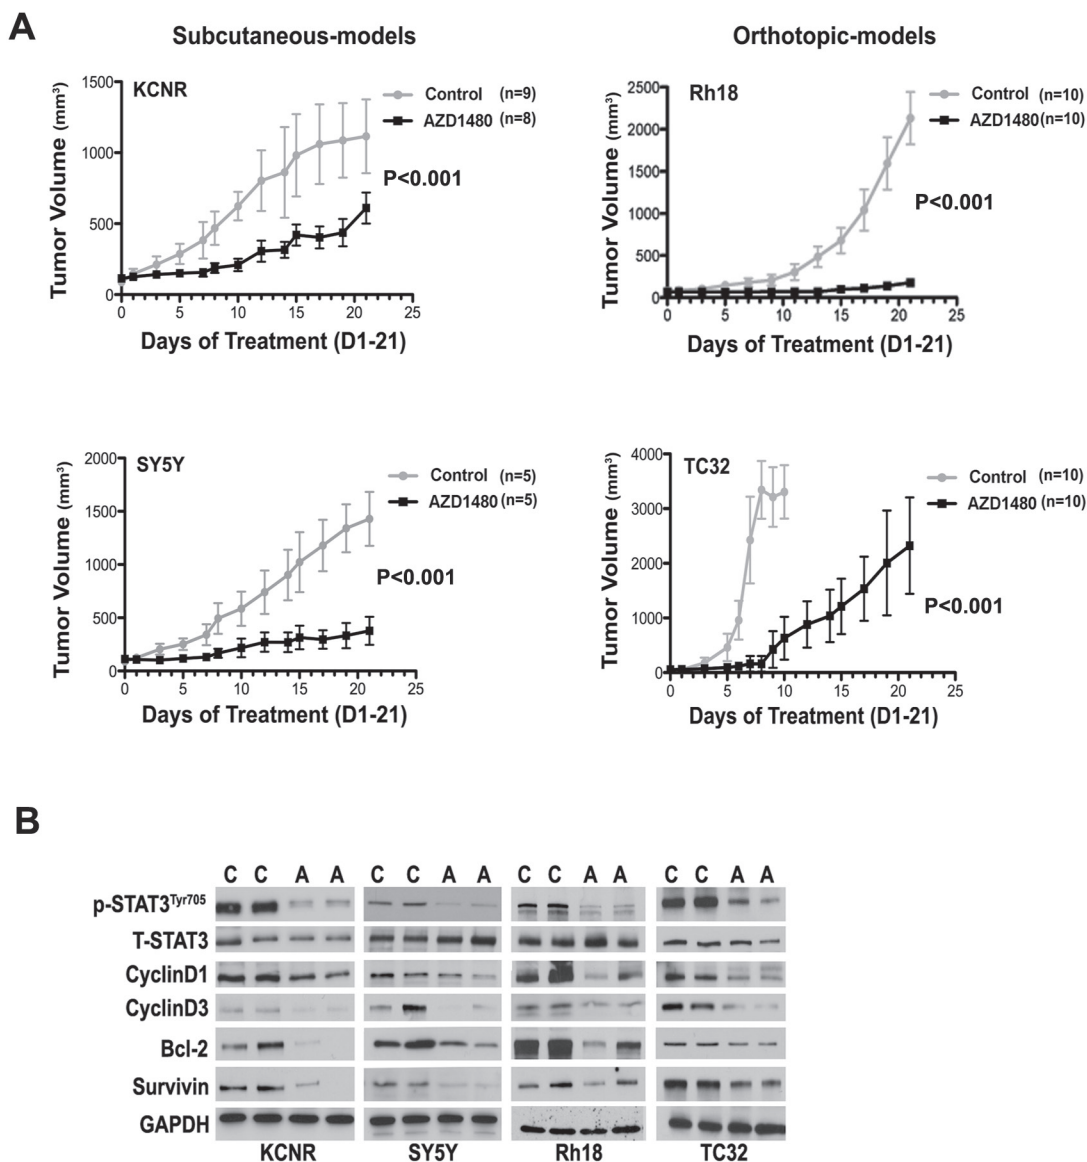 A
Subcutaneous-models
Orthotopic-models
KCNR
Control (n=9)
AZD1480 (n=8)
P<0.001
Tumor Volume (mm³)
1500
1000
500
0
0 5 10 15 20 25
Days of Treatment (D1-21)
Rh18
Control (n=10)
AZD1480 (n=10)
P<0.001
Tumor Volume (mm³)
2500
2000
1500
1000
500
0
0 5 10 15 20 25
Days of Treatment (D1-21)
SY5Y
Control (n=5)
AZD1480 (n=5)
P<0.001
Tumor Volume (mm³)
2000
1500
1000
500
0
0 5 10 15 20 25
Days of Treatment (D1-21)
TC32
Control (n=10)
AZD1480 (n=10)
P<0.001
Tumor Volume (mm³)
4000
3000
2000
1000
0
0 5 10 15 20 25
Days of Treatment (D1-21)
B
C C A A C C A A C C A A C C A A
p-STAT3Tyr705
T-STAT3
CyclinD1
CyclinD3
Bcl-2
Survivin
GAPDH
KCNR SY5Y Rh18 TC32